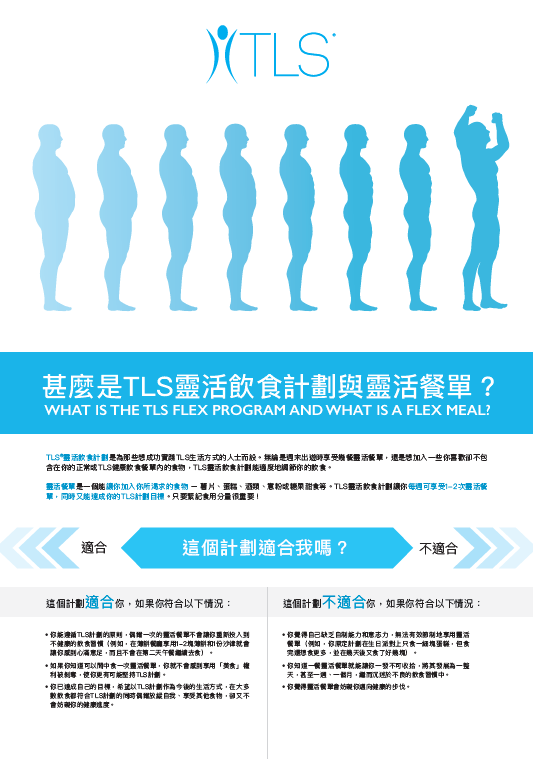 TLS
甚麼是TLS靈活飲食計劃與靈活餐單？
WHAT IS THE TLS FLEX PROGRAM AND WHAT IS A FLEX MEAL?
TLS®靈活飲食計劃是為那些想成功實踐TLS生活方式的人士而設。無論是週末出遊時享受幾餐靈活餐單，還是想加入一些你喜歡卻不包
含在你的正常或TLS健康飲食餐單內的食物，TLS靈活飲食計劃能適度地調節你的飲食。
靈活餐單是一個能讓你加入你所渴求的食物 — 薯片、蛋糕、酒類、意粉或糖果甜食等。TLS靈活飲食計劃讓你每週可享受1-2次靈活餐
單，同時又能達成你的TLS計劃目標。只要緊記食用分量很重要！
適合
這個計劃適合我嗎？
不適合
這個計劃適合你，如果你符合以下情況：
• 你能遵循TLS計劃的原則，偶爾一次的靈活餐單不會讓你重新投入到
不健康的飲食習慣（例如，在薄餅餐廳享用1-2塊薄餅和1份沙律就會
讓你感到心滿意足，而且不會在第二天午餐繼續去食）。
• 如果你知道可以間中食一次靈活餐單，你就不會感到享用「美食」權
利被剝奪，使你更有可能堅持TLS計劃。
• 你已達成自己的目標，希望以TLS計劃作為今後的生活方式，在大多
數飲食都符合TLS計劃的同時偶爾放縱自我、享受其他食物，卻又不
會妨礙你的健康進度。
這個計劃不適合你，如果你符合以下情況：
• 你覺得自己缺乏自制能力和意志力，無法有效節制地享用靈活
餐單（例如，你原定計劃在生日派對上只食一細塊蛋糕，但食
完還想食更多，並在幾天後又食了好幾塊）。
• 你知道一餐靈活餐單就能讓你一發不可收拾，將其發展為一整
天，甚至一週、一個月，繼而沉迷於不良的飲食習慣中。
• 你覺得靈活餐單會妨礙你邁向健康的步伐。